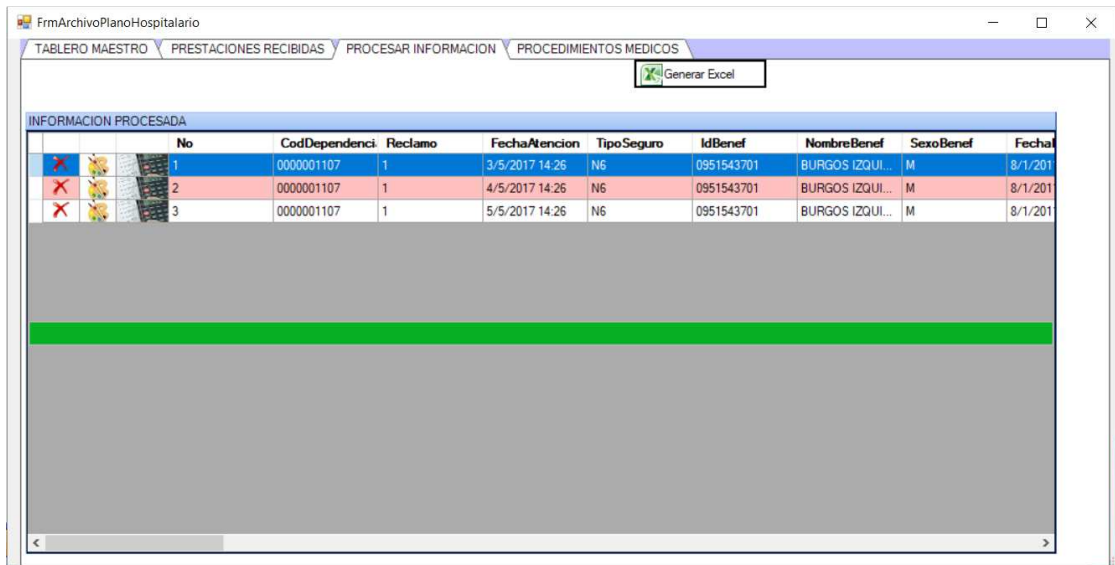 FrmArchivoPlanoHospitalario
TABLERO MAESTRO PRESTACIONES RECIBIDAS PROCESAR INFORMACION PROCEDIMIENTOS MEDICOS
Generar Excel
INFORMACION PROCESADA
No CodDependenci Reclamo FechaAtencion TipoSeguro IdBenef NombreBenef SexoBenef Fecha
1 0000001107 1 3/5/2017 14:26 N6 0951543701 BURGOS IZQUI... M 8/1/201
2 0000001107 1 4/5/2017 14:26 N6 0951543701 BURGOS IZQUI... M 8/1/201
3 0000001107 1 5/5/2017 14:26 N6 0951543701 BURGOS IZQUI... M 8/1/201